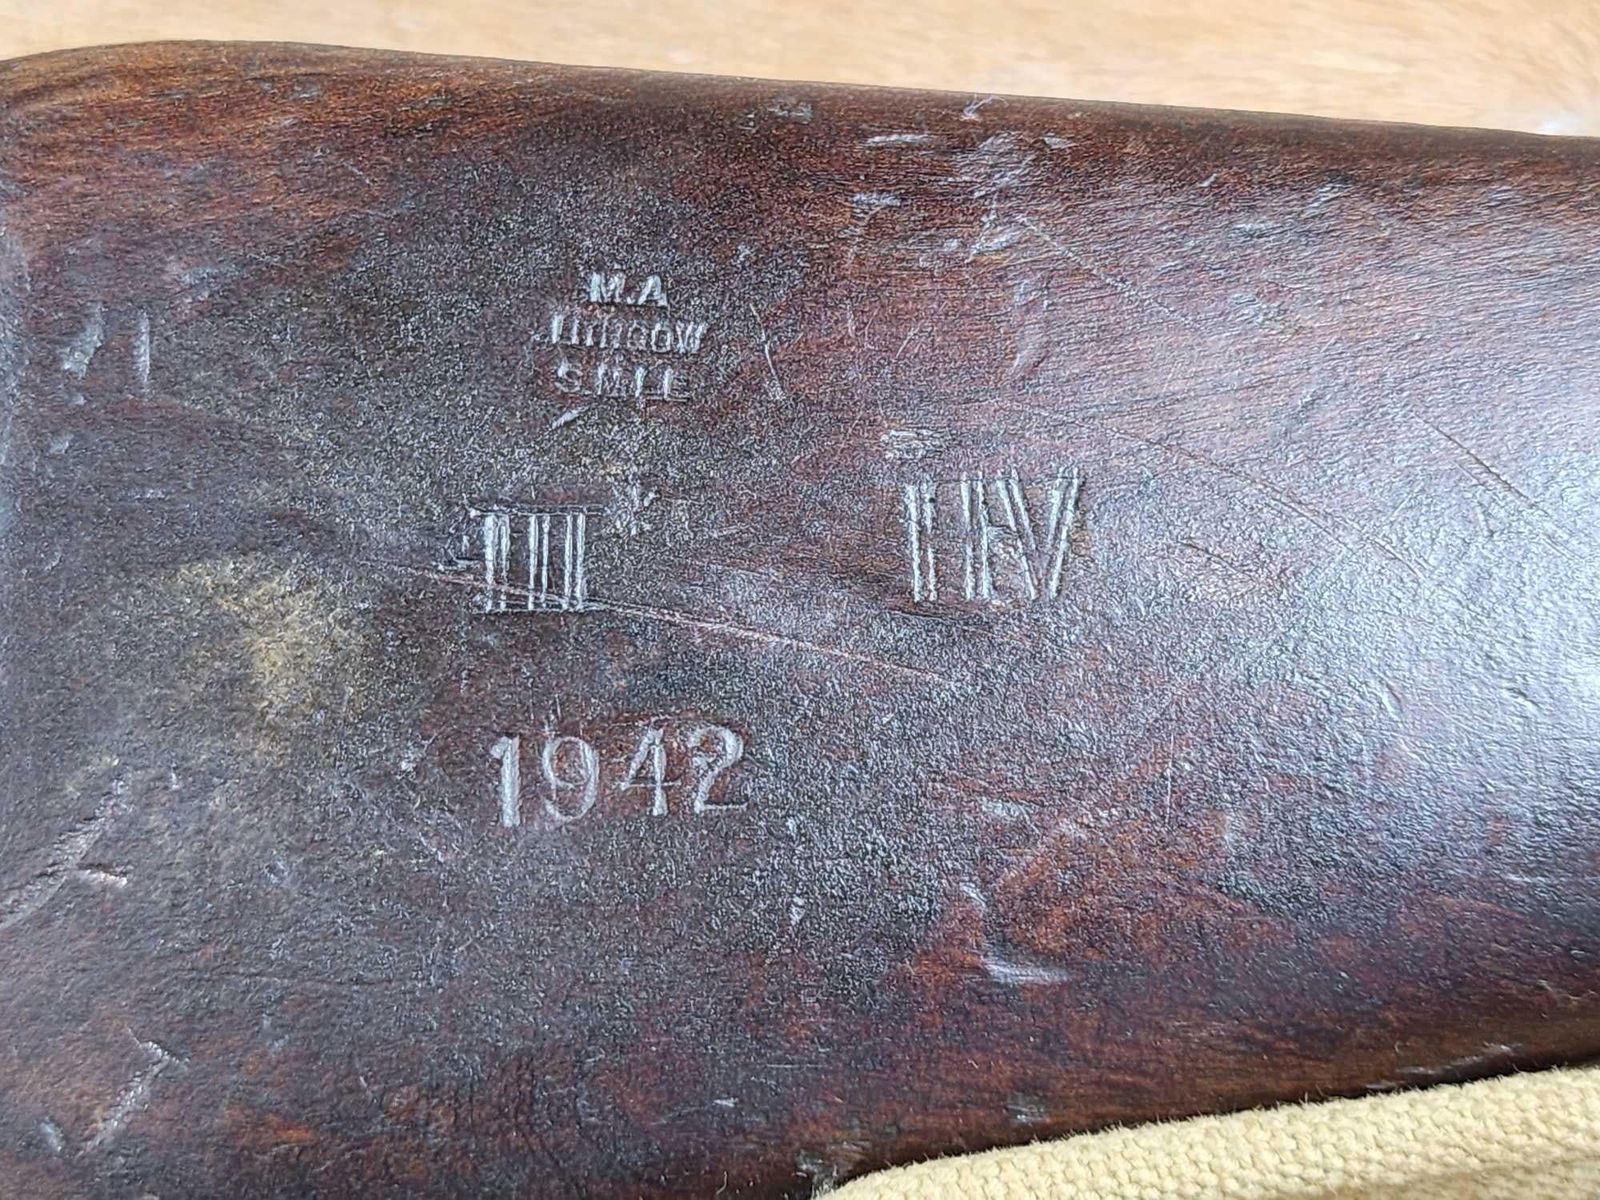 M.A
LITHGOW
S.M.L.E
III* HV
1942